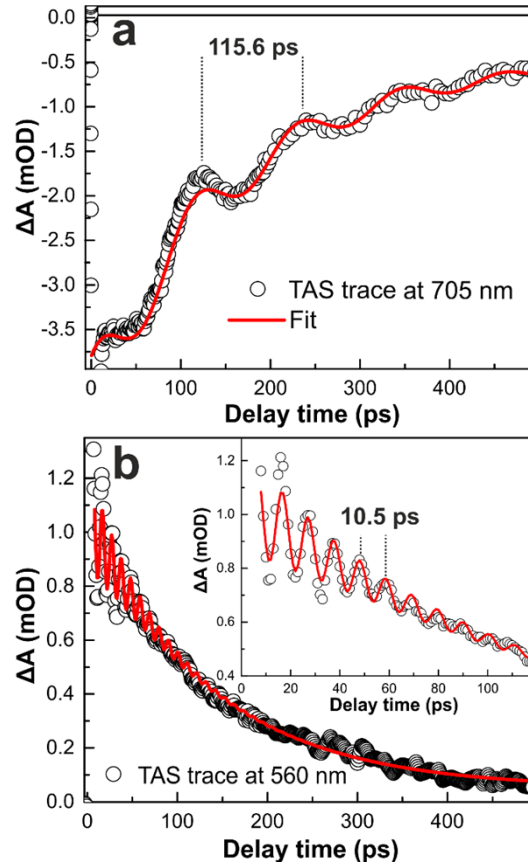 a
115.6 ps
0.0
-0.5
-1.0
-1.5
-2.0
-2.5
-3.0
-3.5
ΔA (mOD)
TAS trace at 705 nm
Fit
0 100 200 300 400
Delay time (ps)
b
1.2
1.0
0.8
0.6
0.4
0.2
0.0
ΔA (mOD)
1.2
1.0
0.8
0.6
0.4
ΔA (mOD)
10.5 ps
0 20 40 60 80 100
Delay time (ps)
TAS trace at 560 nm
0 100 200 300 400
Delay time (ps)